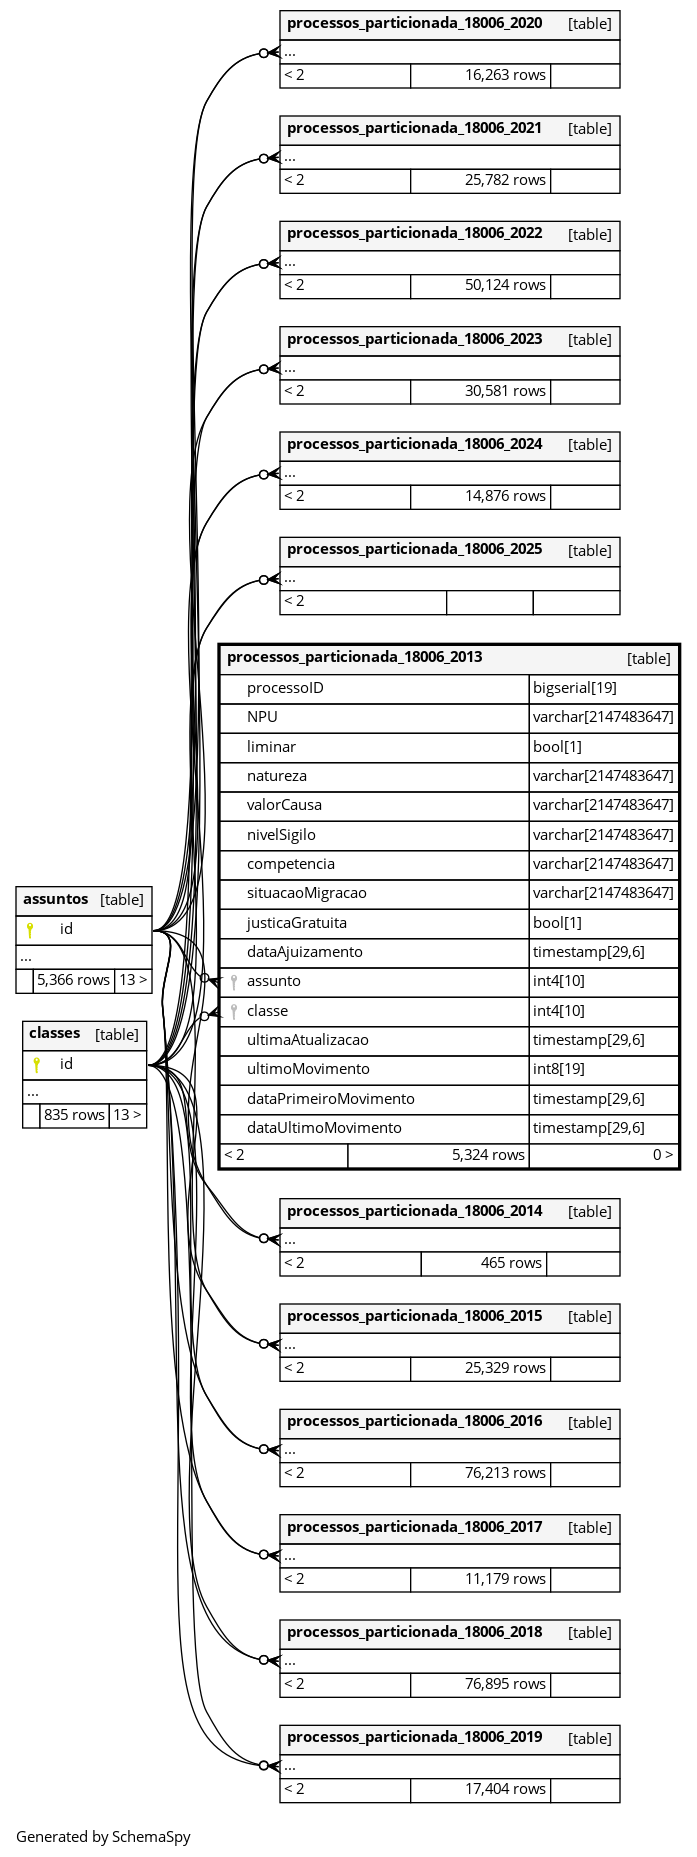 processos_particionada_18006_2020 [table]
...
< 2 16,263 rows
processos_particionada_18006_2021 [table]
...
< 2 25,782 rows
processos_particionada_18006_2022 [table]
...
< 2 50,124 rows
processos_particionada_18006_2023 [table]
...
< 2 30,581 rows
processos_particionada_18006_2024 [table]
...
< 2 14,876 rows
processos_particionada_18006_2025 [table]
...
< 2
processos_particionada_18006_2013 [table]
processoID bigserial[19]
NPU varchar[2147483647]
liminar bool[1]
natureza varchar[2147483647]
valorCausa varchar[2147483647]
nivelSigilo varchar[2147483647]
competencia varchar[2147483647]
situacaoMigracao varchar[2147483647]
justicaGratuita bool[1]
dataAjuizamento timestamp[29,6]
assunto int4[10]
classe int4[10]
ultimaAtualizacao timestamp[29,6]
ultimoMovimento int8[19]
dataPrimeiroMovimento timestamp[29,6]
dataUltimoMovimento timestamp[29,6]
< 2 5,324 rows 0 >
assuntos [table]
id
...
5,366 rows 13 >
classes [table]
id
...
835 rows 13 >
processos_particionada_18006_2014 [table]
...
< 2 465 rows
processos_particionada_18006_2015 [table]
...
< 2 25,329 rows
processos_particionada_18006_2016 [table]
...
< 2 76,213 rows
processos_particionada_18006_2017 [table]
...
< 2 11,179 rows
processos_particionada_18006_2018 [table]
...
< 2 76,895 rows
processos_particionada_18006_2019 [table]
...
< 2 17,404 rows
Generated by SchemaSpy